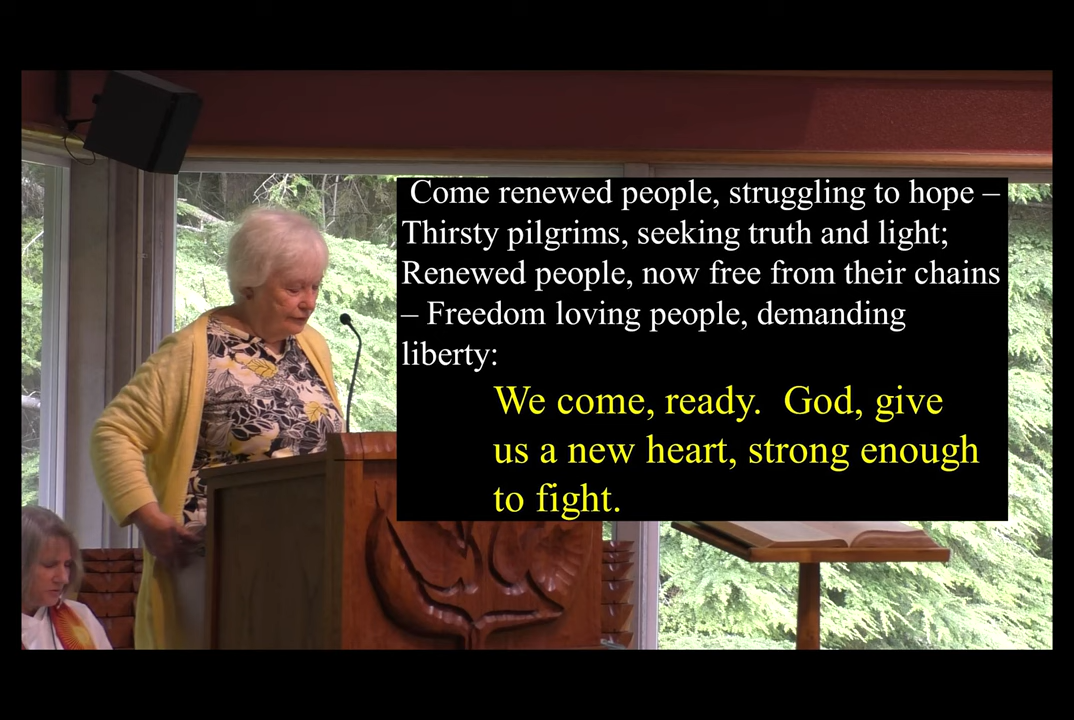 Come renewed people, struggling to hope –
Thirsty pilgrims, seeking truth and light;
Renewed people, now free from their chains
– Freedom loving people, demanding
liberty:
We come, ready.  God, give
us a new heart, strong enough
to fight.